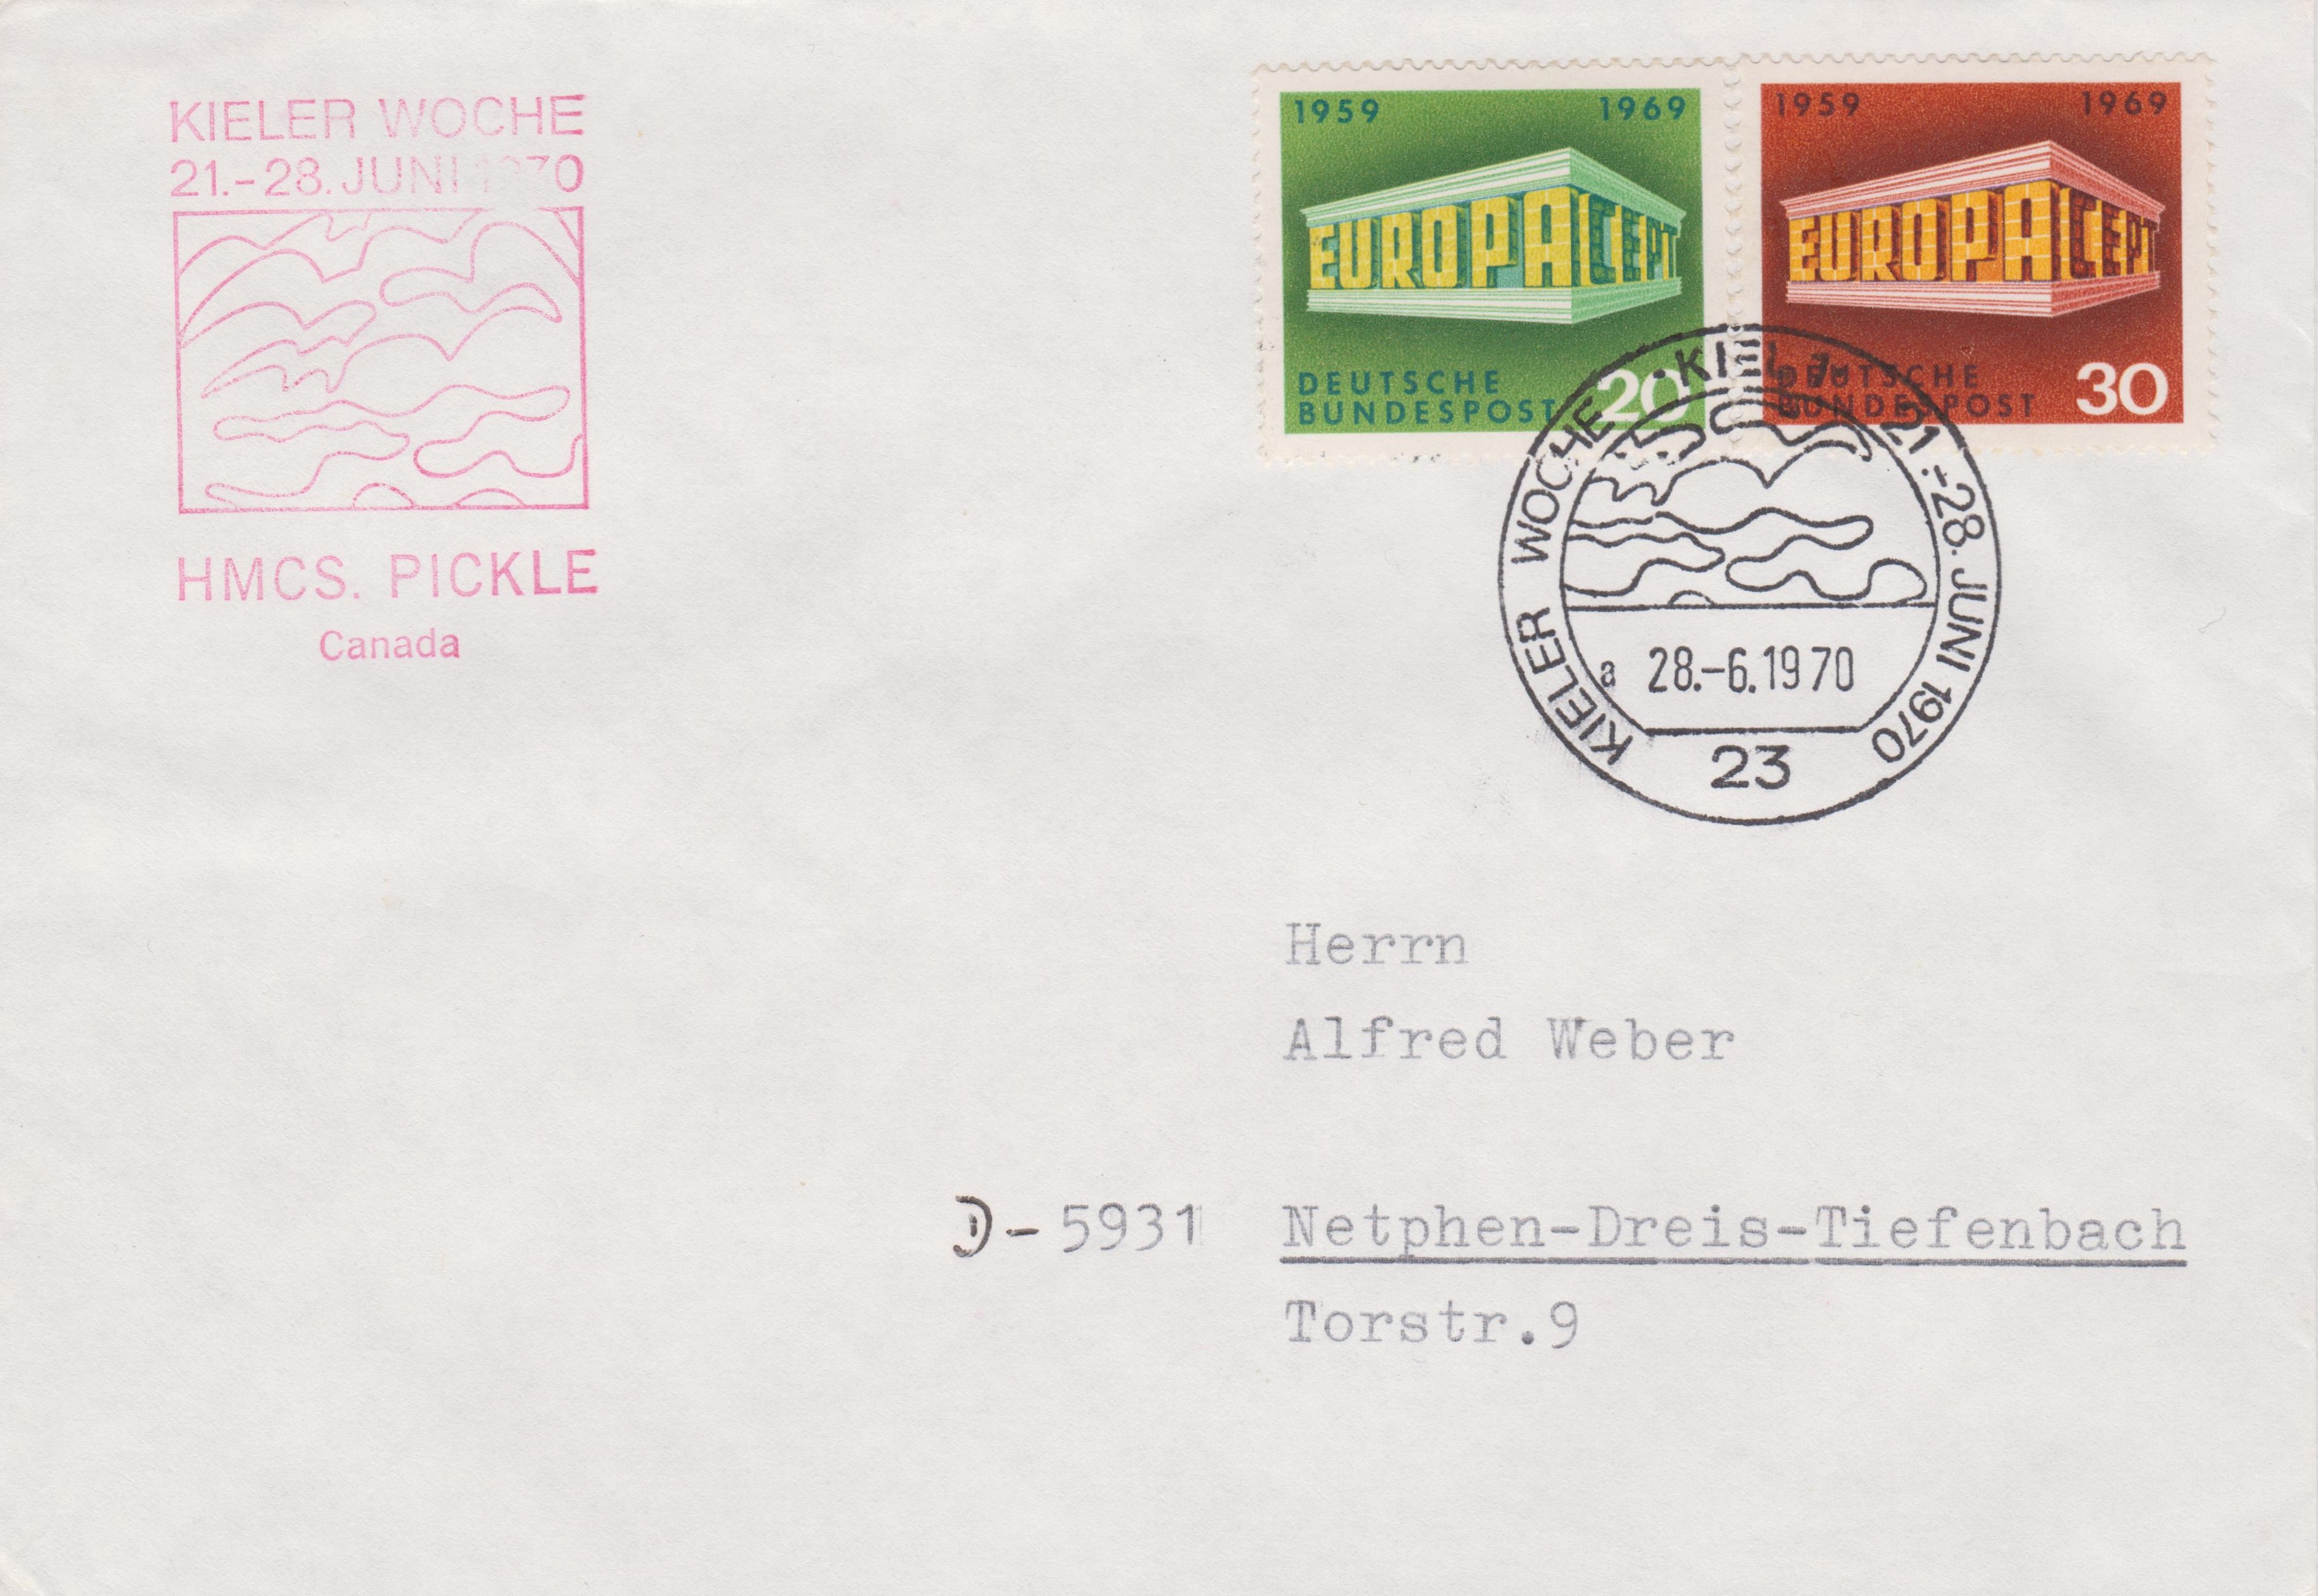 KIELER WOCHE
21.-28. JUNI 1970
HMCS. PICKLE
Canada
1959 1969
EUROPA CEPT
DEUTSCHE
BUNDESPOST 20
1959 1969
EUROPA CEPT
DEUTSCHE
BUNDESPOST 30
KIELER WOCHE · KIEL 1 · 21.-28. JUNI 1970
a 28.-6.1970
23
Herrn
Alfred Weber
D-5931 Netphen-Dreis-Tiefenbach
Torstr.9